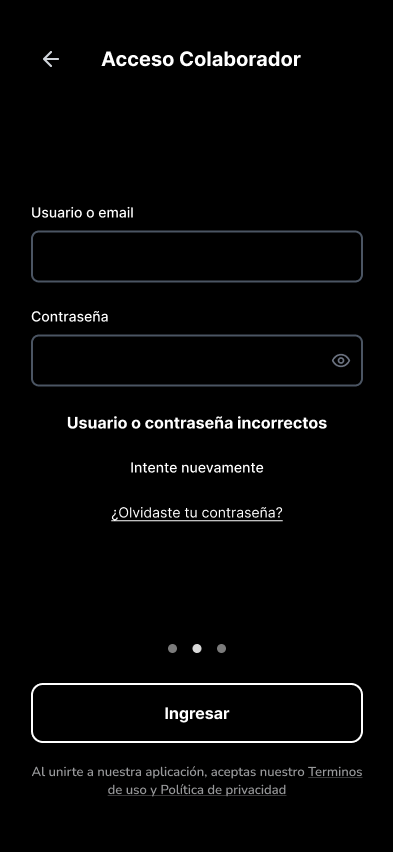 Acceso Colaborador
Usuario o email
Contraseña
Usuario o contraseña incorrectos
Intente nuevamente
¿Olvidaste tu contraseña?
Ingresar
Al unirte a nuestra aplicación, aceptas nuestro Terminos
de uso y Política de privacidad